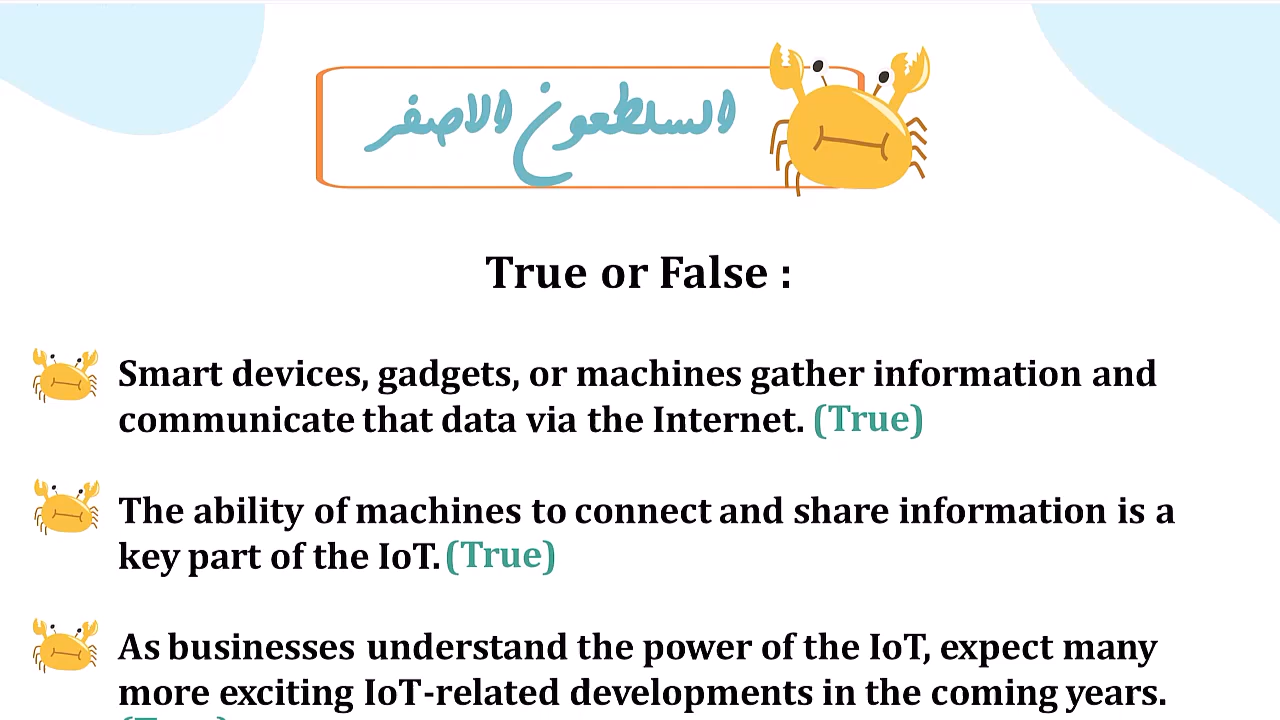 السلطعون الاصفر
True or False :
Smart devices, gadgets, or machines gather information and
communicate that data via the Internet. (True)
The ability of machines to connect and share information is a
key part of the IoT. (True)
As businesses understand the power of the IoT, expect many
more exciting IoT-related developments in the coming years.